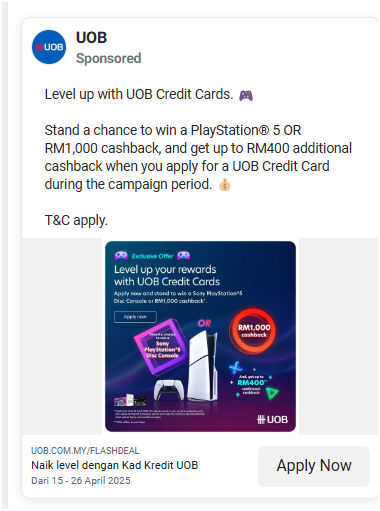 UOB
UOB
Sponsored
Level up with UOB Credit Cards. 🎮
Stand a chance to win a PlayStation® 5 OR
RM1,000 cashback, and get up to RM400 additional
cashback when you apply for a UOB Credit Card
during the campaign period. 💰
T&C apply.
Exclusive Offer
Level up your rewards
with UOB Credit Cards
Apply now and stand to win a Sony PlayStation®5
Disc Console or RM1,000 cashback*.
Apply now
Stand a chance
to win a
Sony
PlayStation®5
Disc Console
OR
RM1,000
cashback
And, get up to
RM400**
additional
cashback
UOB
UOB.COM.MY/FLASHDEAL
Naik level dengan Kad Kredit UOB
Dari 15 - 26 April 2025
Apply Now